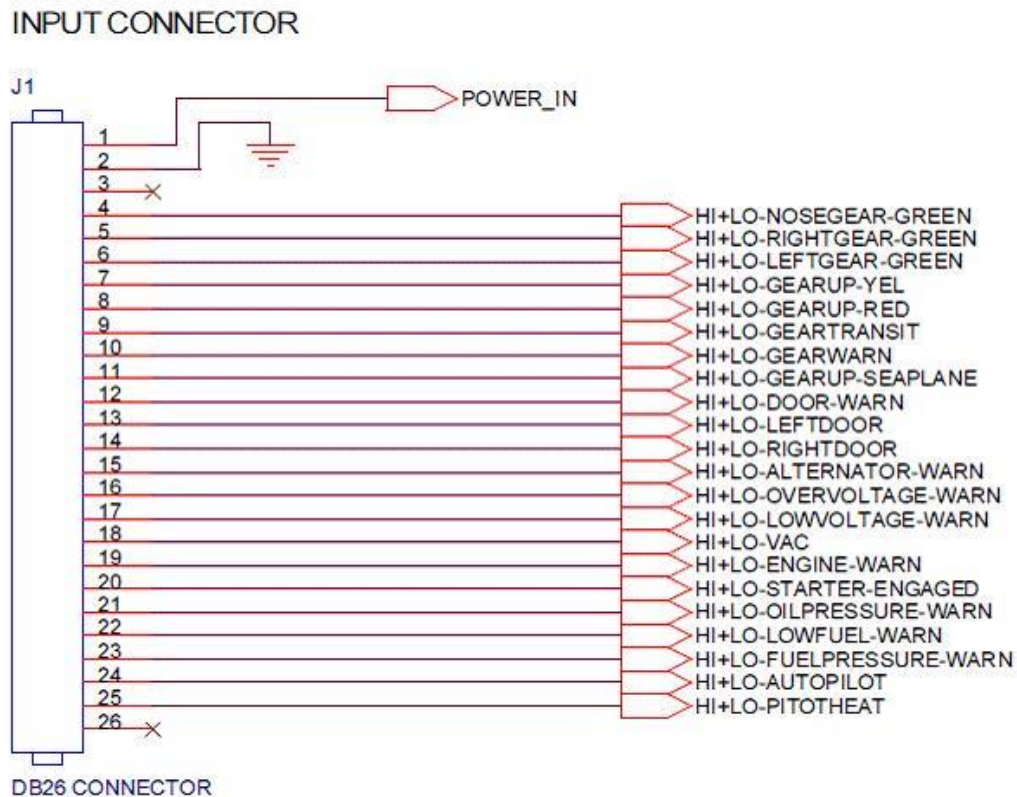 INPUT CONNECTOR
J1
POWER_IN
1
2
3
4 HI+LO-NOSEGEAR-GREEN
5 HI+LO-RIGHTGEAR-GREEN
6 HI+LO-LEFTGEAR-GREEN
7 HI+LO-GEARUP-YEL
8 HI+LO-GEARUP-RED
9 HI+LO-GEARTRANSIT
10 HI+LO-GEARWARN
11 HI+LO-GEARUP-SEAPLANE
12 HI+LO-DOOR-WARN
13 HI+LO-LEFTDOOR
14 HI+LO-RIGHTDOOR
15 HI+LO-ALTERNATOR-WARN
16 HI+LO-OVERVOLTAGE-WARN
17 HI+LO-LOWVOLTAGE-WARN
18 HI+LO-VAC
19 HI+LO-ENGINE-WARN
20 HI+LO-STARTER-ENGAGED
21 HI+LO-OILPRESSURE-WARN
22 HI+LO-LOWFUEL-WARN
23 HI+LO-FUELPRESSURE-WARN
24 HI+LO-AUTOPILOT
25 HI+LO-PITOTHEAT
26
DB26 CONNECTOR